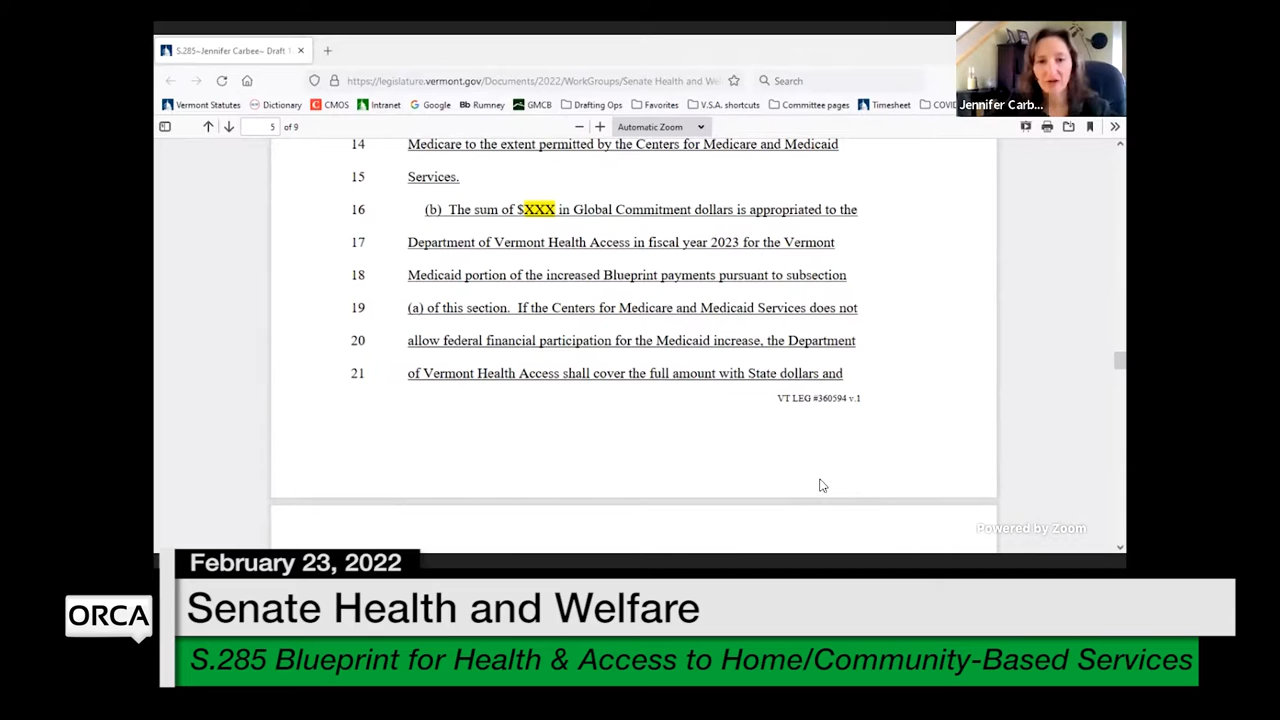 S.285~Jennifer Carbee~ Draft 1
https://legislature.vermont.gov/Documents/2022/WorkGroups/Senate Health and We
Search
Jennifer Carb...
Vermont Statutes
Dictionary
CMOS
Intranet
Google
Bb Rumney
GMCB
Drafting Ops
Favorites
V.S.A. shortcuts
Committee pages
Timesheet
COVI
5 of 9
Automatic Zoom
14 Medicare to the extent permitted by the Centers for Medicare and Medicaid
15 Services.
16 (b) The sum of $XXX in Global Commitment dollars is appropriated to the
17 Department of Vermont Health Access in fiscal year 2023 for the Vermont
18 Medicaid portion of the increased Blueprint payments pursuant to subsection
19 (a) of this section. If the Centers for Medicare and Medicaid Services does not
20 allow federal financial participation for the Medicaid increase, the Department
21 of Vermont Health Access shall cover the full amount with State dollars and
VT LEG #360594 v.1
Powered by Zoom
February 23, 2022
ORCA
Senate Health and Welfare
S.285 Blueprint for Health & Access to Home/Community-Based Services